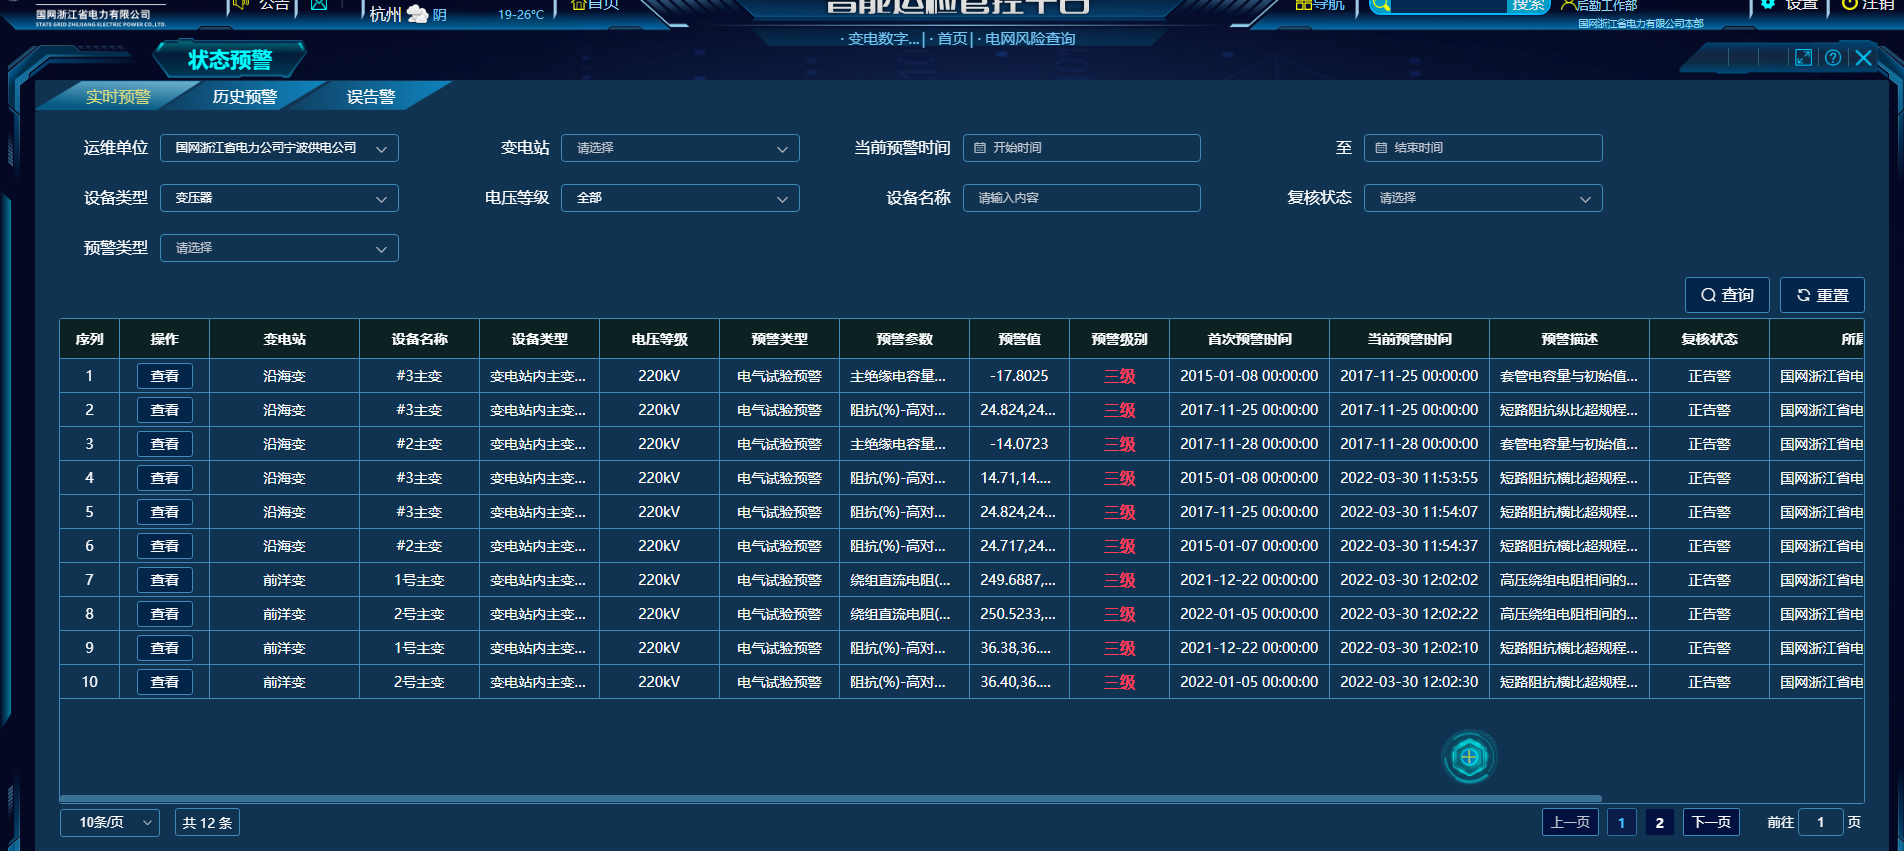 国网浙江省电力有限公司
STATE GRID ZHEJIANG ELECTRIC POWER CO., LTD.
公告
杭州 阴 19-26°C
首页
智能运检管控平台
导航
搜索
后勤工作部
国网浙江省电力有限公司本部
设置
注销
· 变电数字...| · 首页| · 电网风险查询
状态预警
实时预警 历史预警 误告警
运维单位 国网浙江省电力公司宁波供电公司 变电站 请选择 当前预警时间 开始时间 至 结束时间
设备类型 变压器 电压等级 全部 设备名称 请输入内容 复核状态 请选择
预警类型 请选择
查询 重置
序列 操作 变电站 设备名称 设备类型 电压等级 预警类型 预警参数 预警值 预警级别 首次预警时间 当前预警时间 预警描述 复核状态 所属
1 查看 沿海变 #3主变 变电站内主变... 220kV 电气试验预警 主绝缘电容量... -17.8025 三级 2015-01-08 00:00:00 2017-11-25 00:00:00 套管电容量与初始值... 正告警 国网浙江省电
2 查看 沿海变 #3主变 变电站内主变... 220kV 电气试验预警 阻抗(%)-高对... 24.824,24... 三级 2017-11-25 00:00:00 2017-11-25 00:00:00 短路阻抗纵比超规程... 正告警 国网浙江省电
3 查看 沿海变 #2主变 变电站内主变... 220kV 电气试验预警 主绝缘电容量... -14.0723 三级 2017-11-28 00:00:00 2017-11-28 00:00:00 套管电容量与初始值... 正告警 国网浙江省电
4 查看 沿海变 #3主变 变电站内主变... 220kV 电气试验预警 阻抗(%)-高对... 14.71,14.... 三级 2015-01-08 00:00:00 2022-03-30 11:53:55 短路阻抗横比超规程... 正告警 国网浙江省电
5 查看 沿海变 #3主变 变电站内主变... 220kV 电气试验预警 阻抗(%)-高对... 24.824,24... 三级 2017-11-25 00:00:00 2022-03-30 11:54:07 短路阻抗横比超规程... 正告警 国网浙江省电
6 查看 沿海变 #2主变 变电站内主变... 220kV 电气试验预警 阻抗(%)-高对... 24.717,24... 三级 2015-01-07 00:00:00 2022-03-30 11:54:37 短路阻抗横比超规程... 正告警 国网浙江省电
7 查看 前洋变 1号主变 变电站内主变... 220kV 电气试验预警 绕组直流电阻(... 249.6887,... 三级 2021-12-22 00:00:00 2022-03-30 12:02:02 高压绕组电阻相间的... 正告警 国网浙江省电
8 查看 前洋变 2号主变 变电站内主变... 220kV 电气试验预警 绕组直流电阻(... 250.5233,... 三级 2022-01-05 00:00:00 2022-03-30 12:02:22 高压绕组电阻相间的... 正告警 国网浙江省电
9 查看 前洋变 1号主变 变电站内主变... 220kV 电气试验预警 阻抗(%)-高对... 36.38,36.... 三级 2021-12-22 00:00:00 2022-03-30 12:02:10 短路阻抗横比超规程... 正告警 国网浙江省电
10 查看 前洋变 2号主变 变电站内主变... 220kV 电气试验预警 阻抗(%)-高对... 36.40,36.... 三级 2022-01-05 00:00:00 2022-03-30 12:02:30 短路阻抗横比超规程... 正告警 国网浙江省电
10条/页 共 12 条 上一页 1 2 下一页 前往 1 页